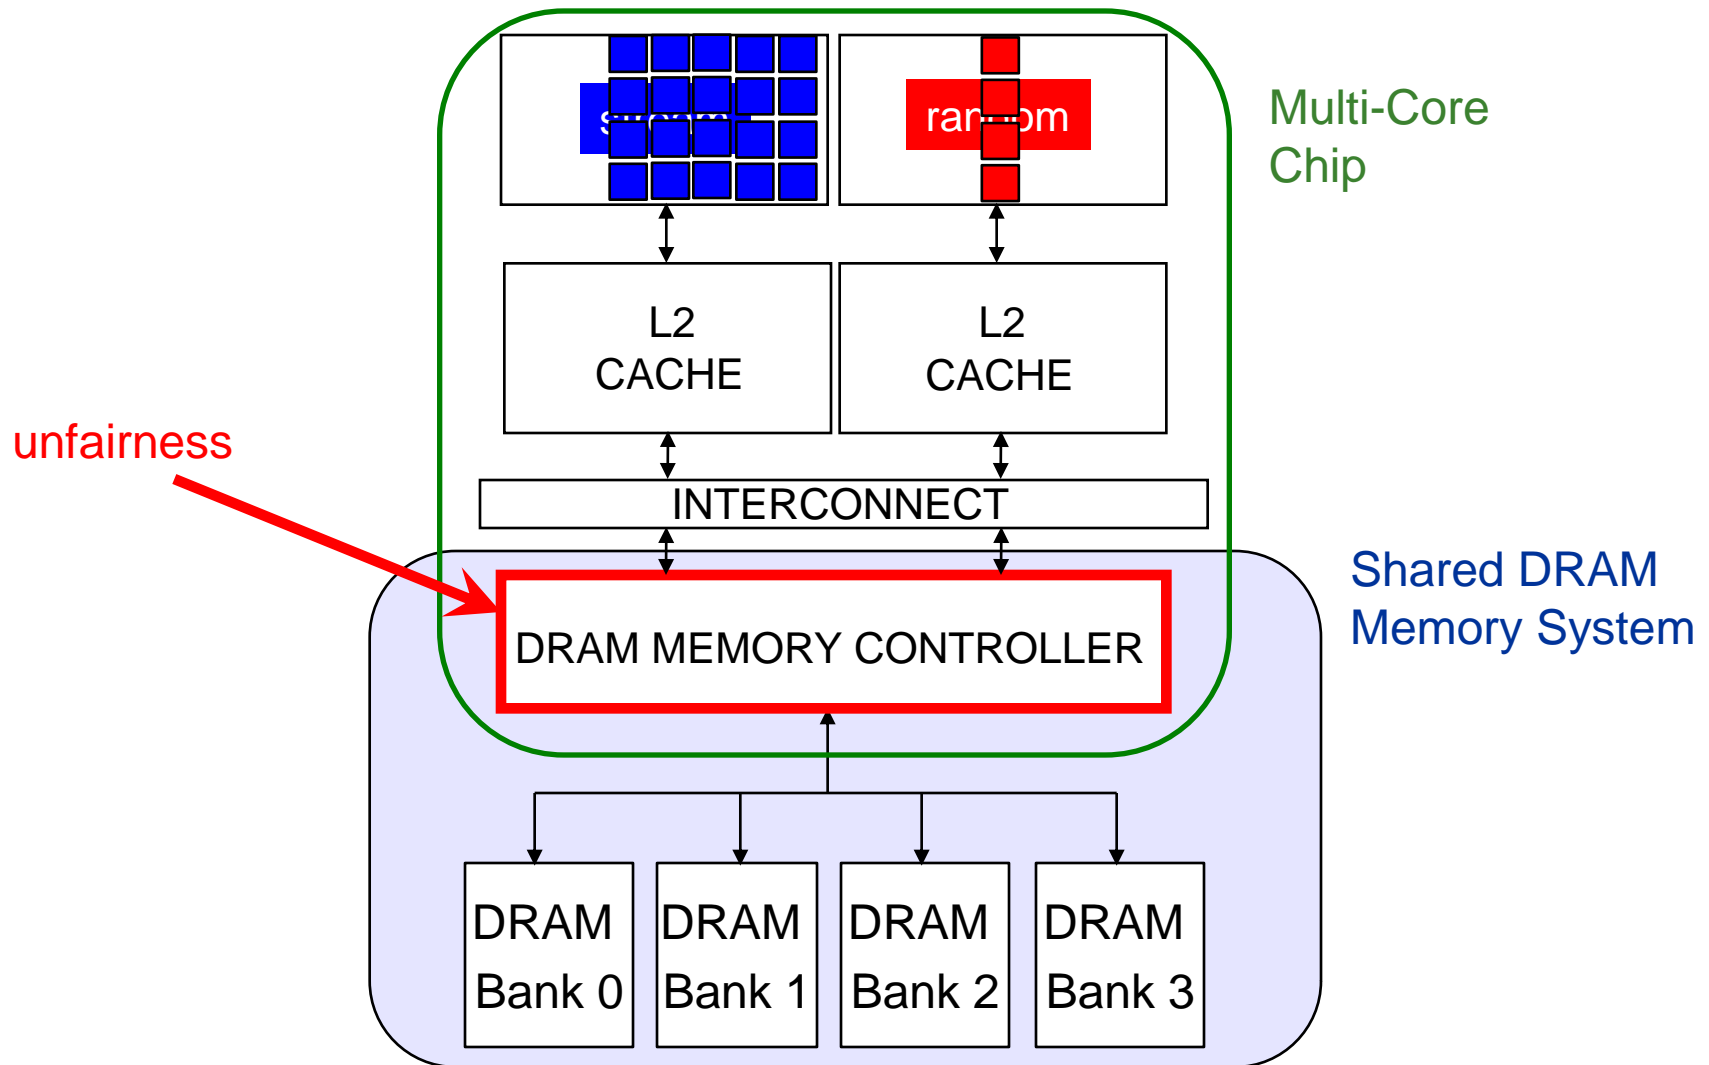 random
Multi-Core
Chip
L2
CACHE
L2
CACHE
unfairness
INTERCONNECT
Shared DRAM
Memory System
DRAM MEMORY CONTROLLER
DRAM
Bank 0
DRAM
Bank 1
DRAM
Bank 2
DRAM
Bank 3